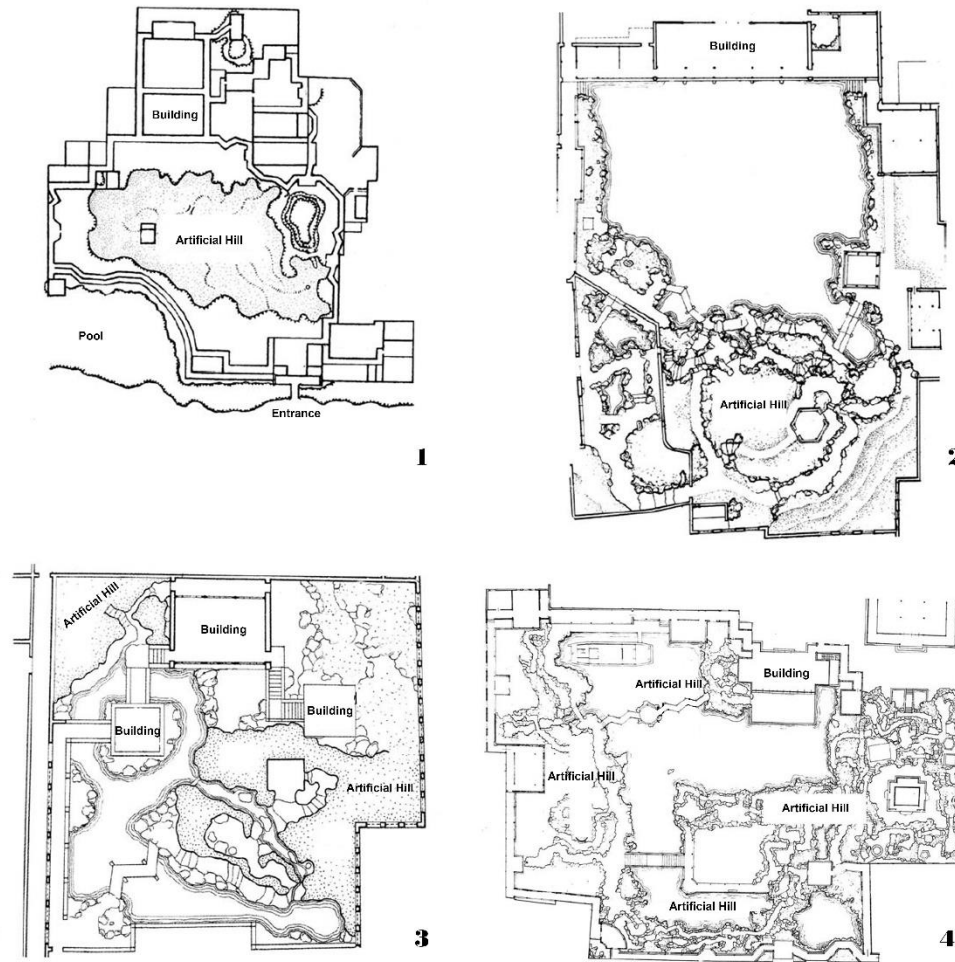 Building
Artificial Hill
Pool
Entrance
1
Building
Artificial Hill
2
Artificial Hill
Building
Building
Building
Artificial Hill
3
Building
Artificial Hill
Artificial Hill
Artificial Hill
Artificial Hill
4